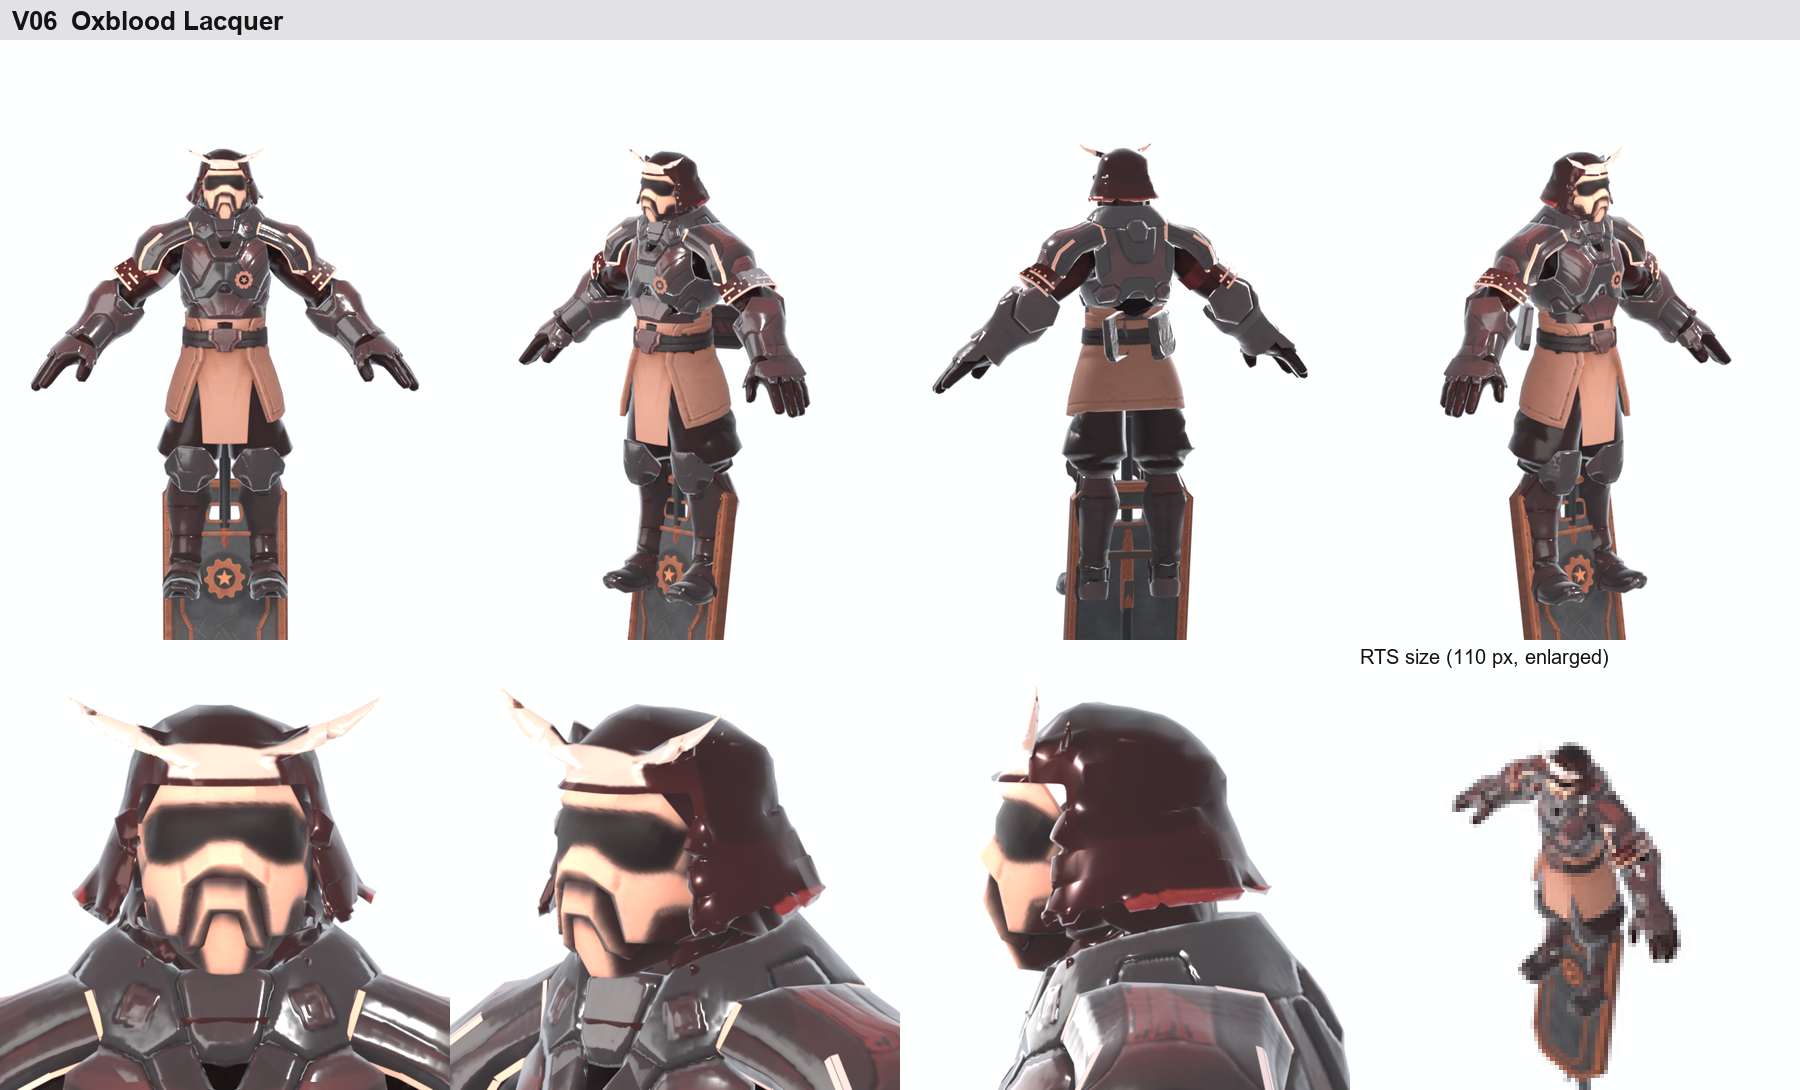 V06 Oxblood Lacquer
RTS size (110 px, enlarged)